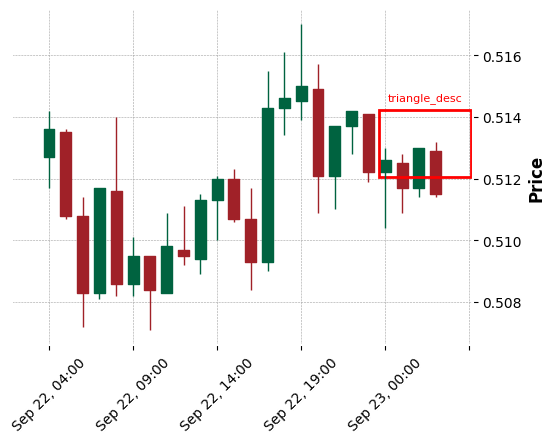 0.516
triangle_desc
0.514
0.512
0.510
0.508
Price
Sep 22, 04:00
Sep 22, 09:00
Sep 22, 14:00
Sep 22, 19:00
Sep 23, 00:00